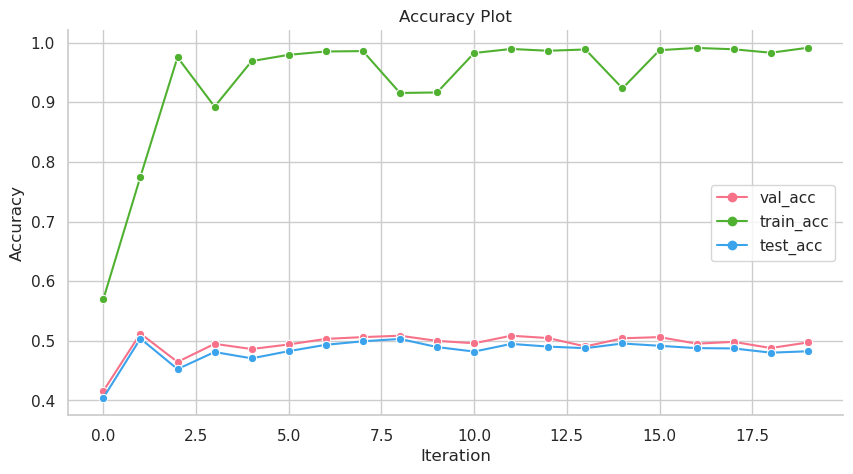 Accuracy Plot
1.0
0.9
0.8
0.7
0.6
0.5
0.4
Accuracy
val_acc
train_acc
test_acc
0.0 2.5 5.0 7.5 10.0 12.5 15.0 17.5
Iteration